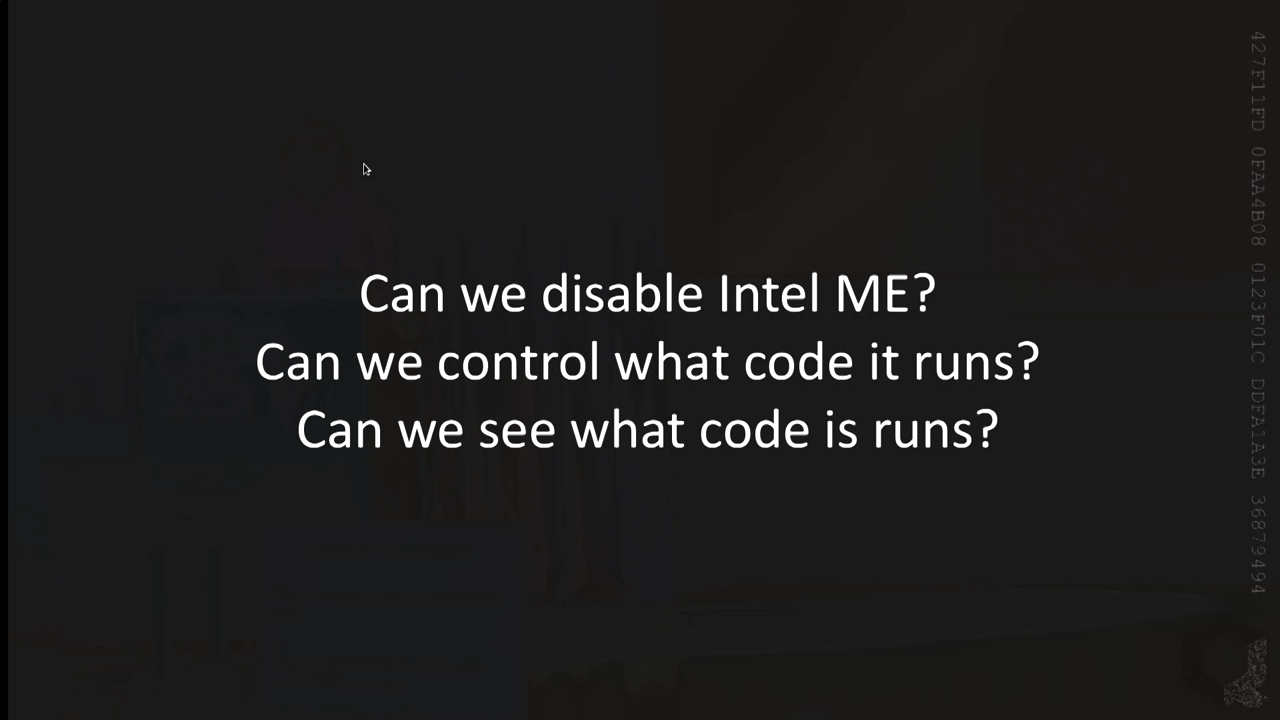 Can we disable Intel ME?
Can we control what code it runs?
Can we see what code is runs?
427F11FD 0FAA4B08 0123F01C DDFA1A3E 36879494